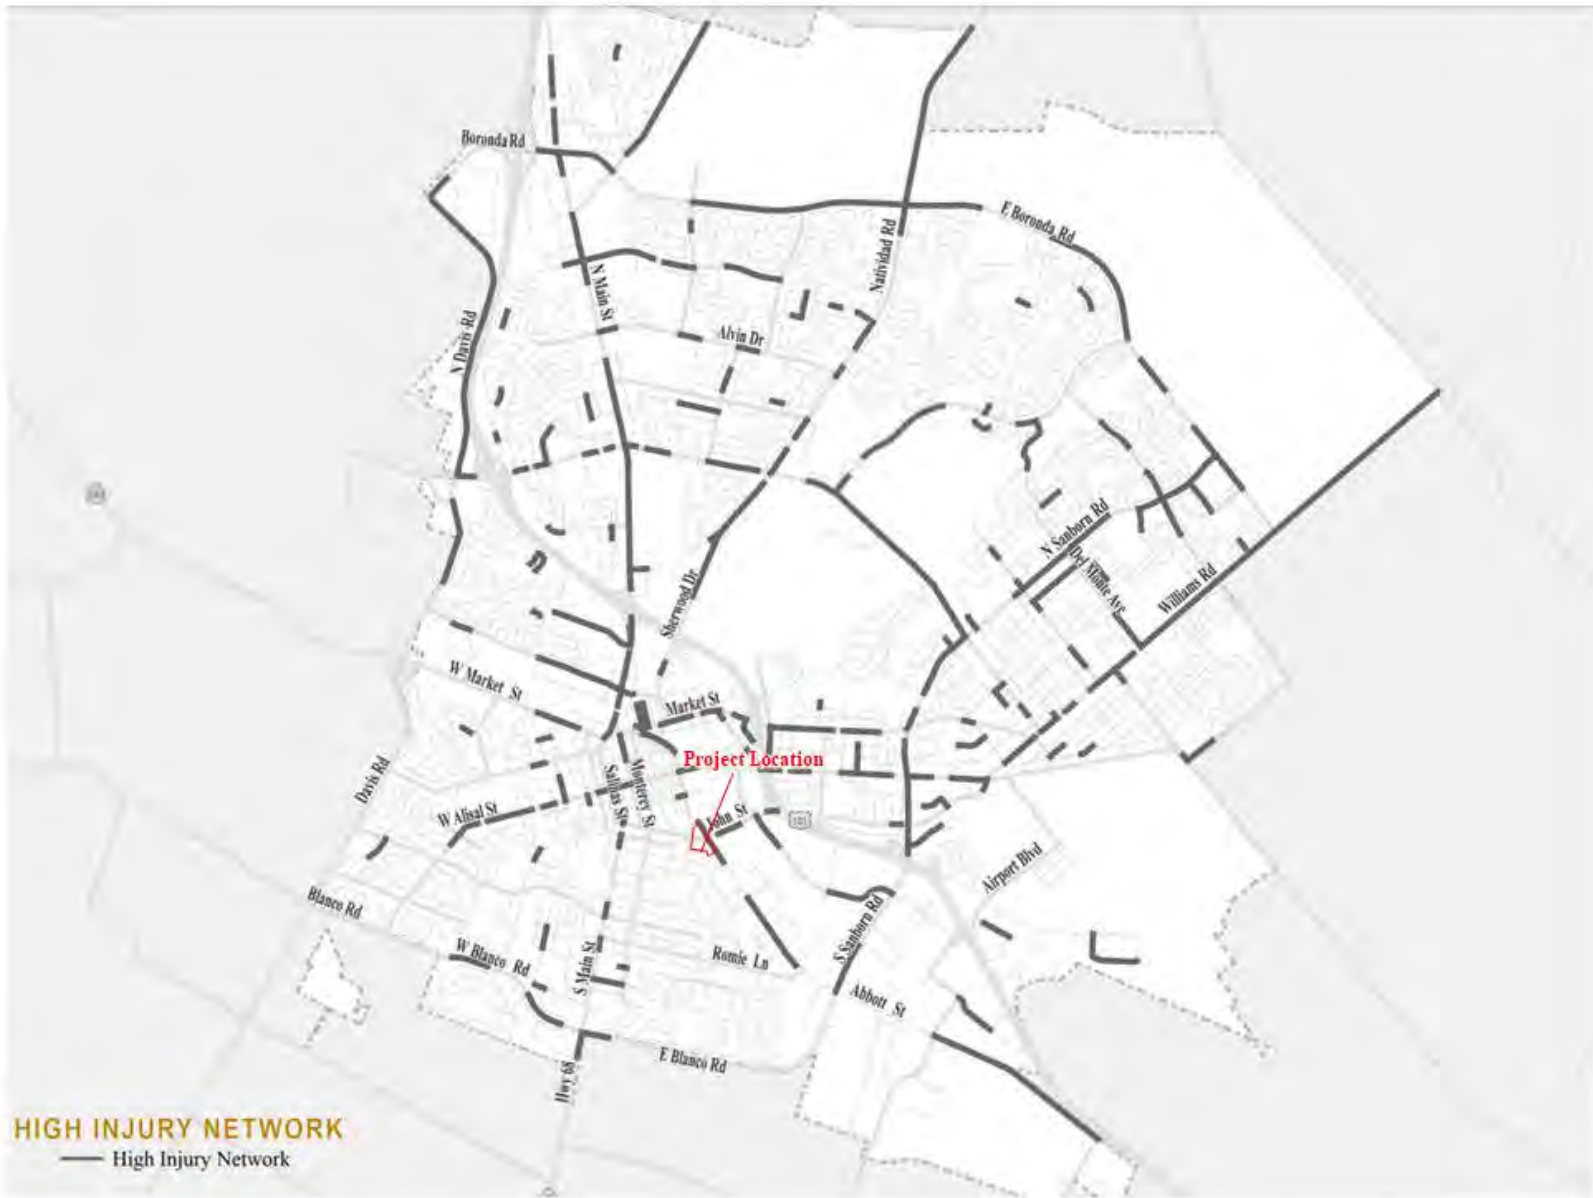 Boronda Rd
E Boronda Rd
Natividad Rd
N Main St
N Davis Rd
Alvin Dr
N Sanborn Rd
Del Monte Ave
Williams Rd
Sherwood Dr
W Market St
Market St
Project Location
Davis Rd
Salinas St
Monterey St
W Alisal St
John St
101
Airport Blvd
Blanco Rd
S Sanborn Rd
W Blanco Rd
S Main St
Romie Ln
Abbott St
E Blanco Rd
Hwy 68
HIGH INJURY NETWORK
High Injury Network